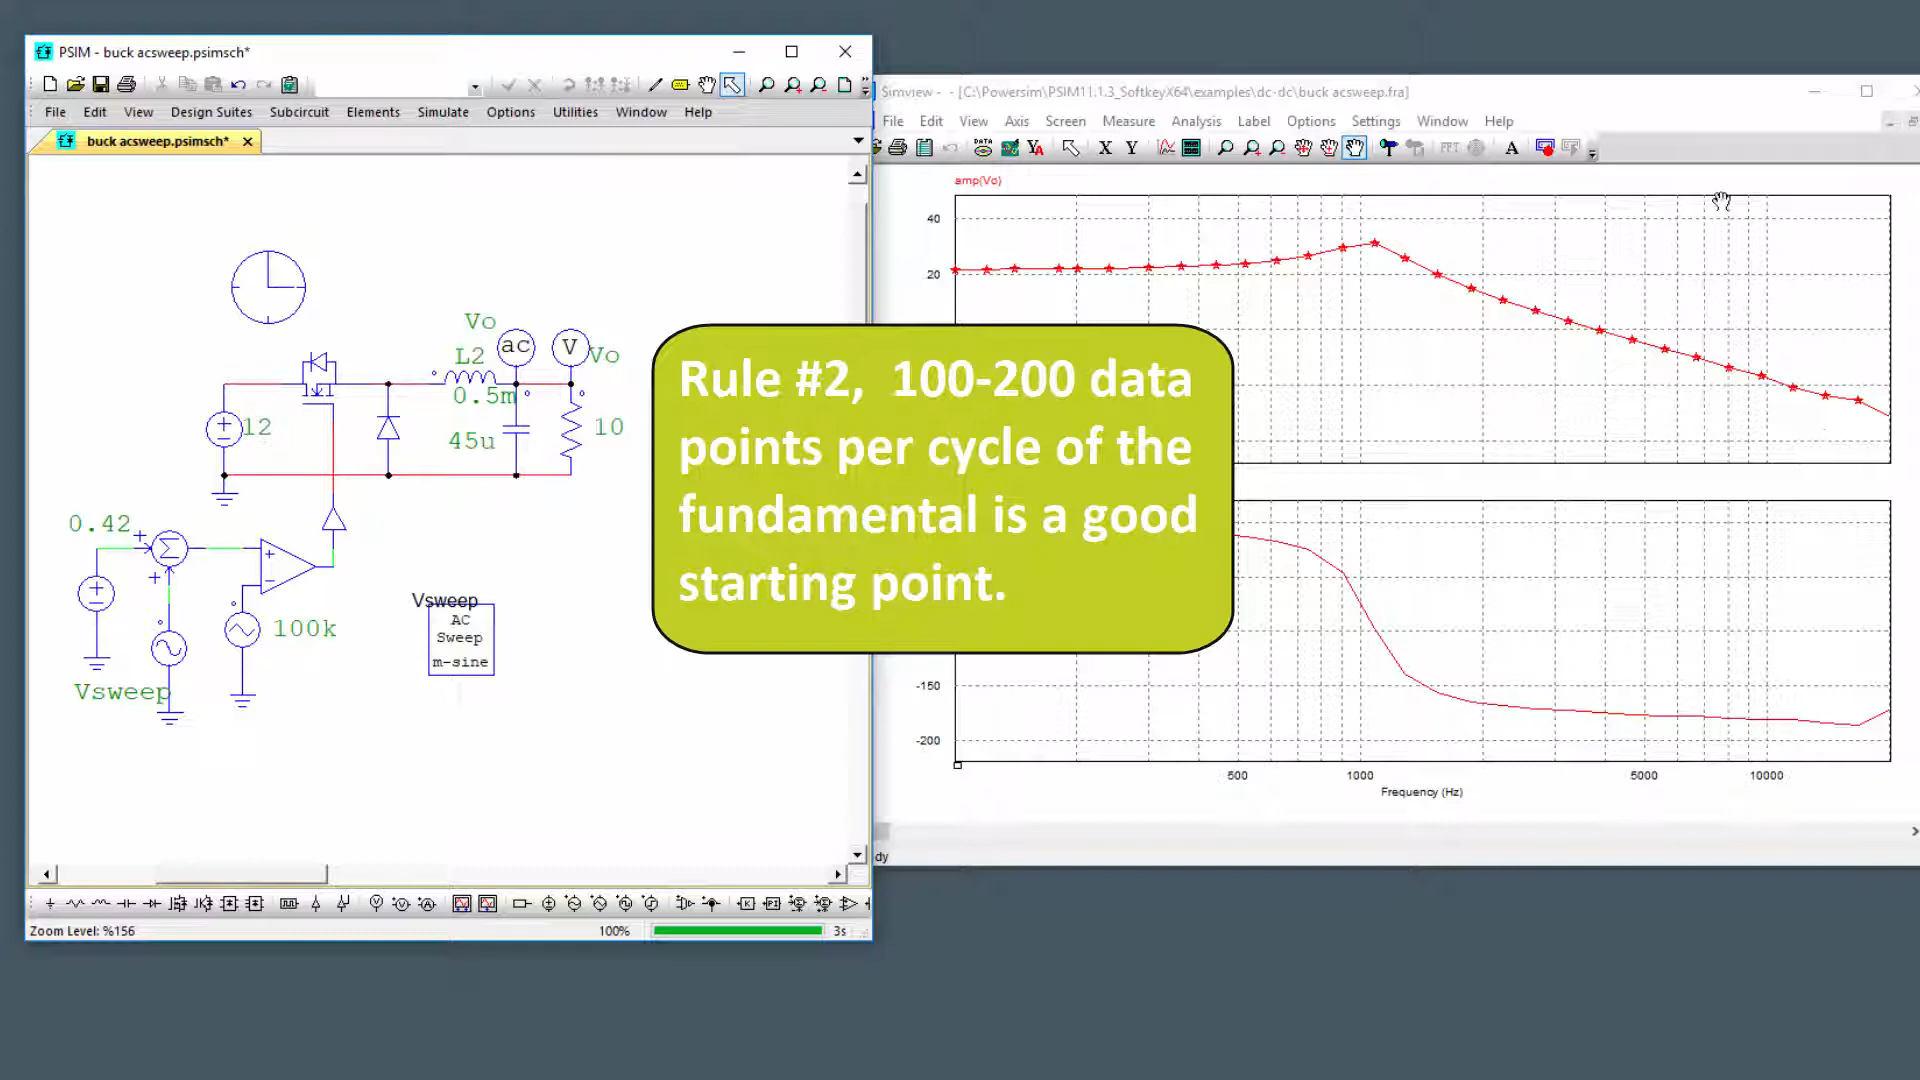 PSIM - buck acsweep.psimsch*
File Edit View Design Suites Subcircuit Elements Simulate Options Utilities Window Help
buck acsweep.psimsch*
Vo
ac
V
Vo
L2
0.5m
12
45u
10
0.42
100k
Vsweep
Vsweep
AC
Sweep
m-sine
Zoom Level: %156
100%
3s
Simview - - [C:\Powersim\PSIM11.1.3_SoftkeyX64\examples\dc-dc\buck acsweep.fra]
File Edit View Axis Screen Measure Analysis Label Options Settings Window Help
DATA
X Y
FFT
A
amp(Vo)
40
20
Rule #2, 100-200 data
points per cycle of the
fundamental is a good
starting point.
-150
-200
500 1000 5000 10000
Frequency (Hz)
dy